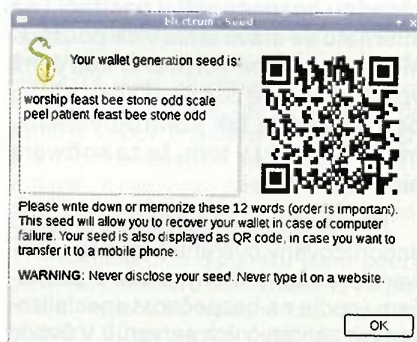 Electrum - Seed
Your wallet generation seed is:
worship feast bee stone odd scale
peel patent feast bee stone odd
Please write down or memorize these 12 words (order is important).
This seed will allow you to recover your wallet in case of computer
failure. Your seed is also displayed as QR code, in case you want to
transfer it to a mobile phone.
WARNING: Never disclose your seed. Never type it on a website.
OK